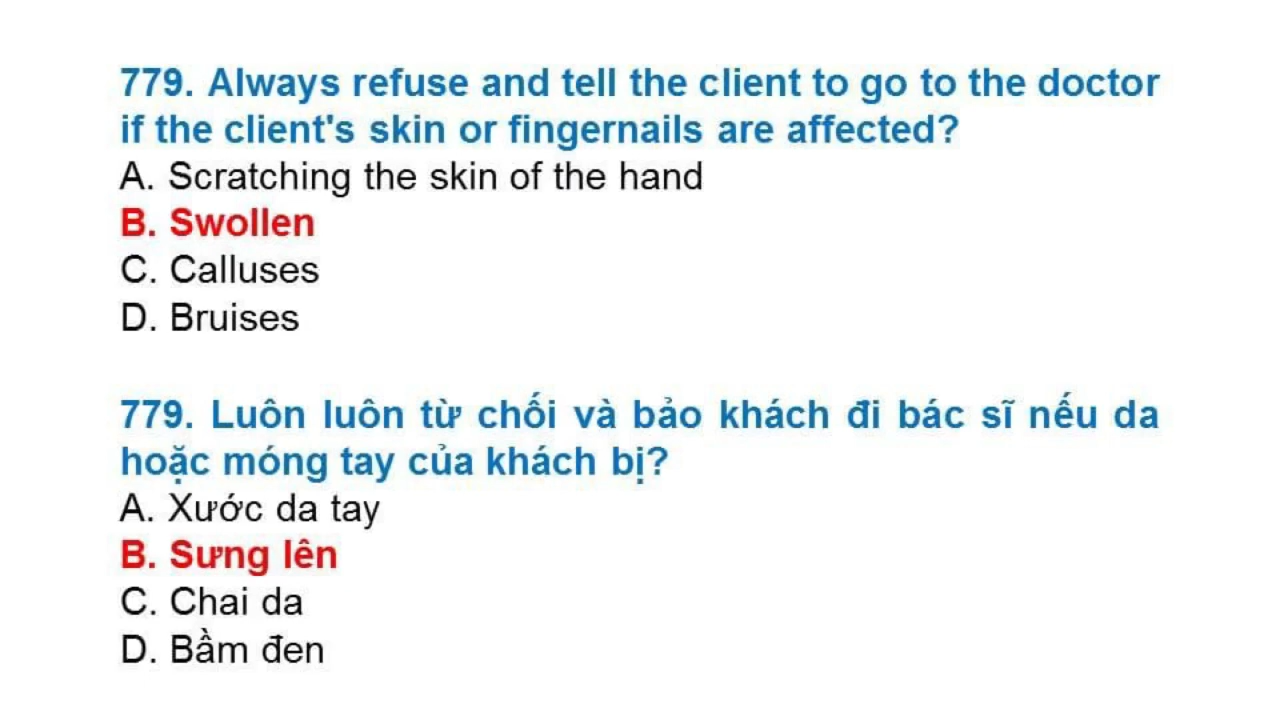 779. Always refuse and tell the client to go to the doctor
if the client's skin or fingernails are affected?
A. Scratching the skin of the hand
B. Swollen
C. Calluses
D. Bruises
779. Luôn luôn từ chối và bảo khách đi bác sĩ nếu da
hoặc móng tay của khách bị?
A. Xước da tay
B. Sưng lên
C. Chai da
D. Bầm đen